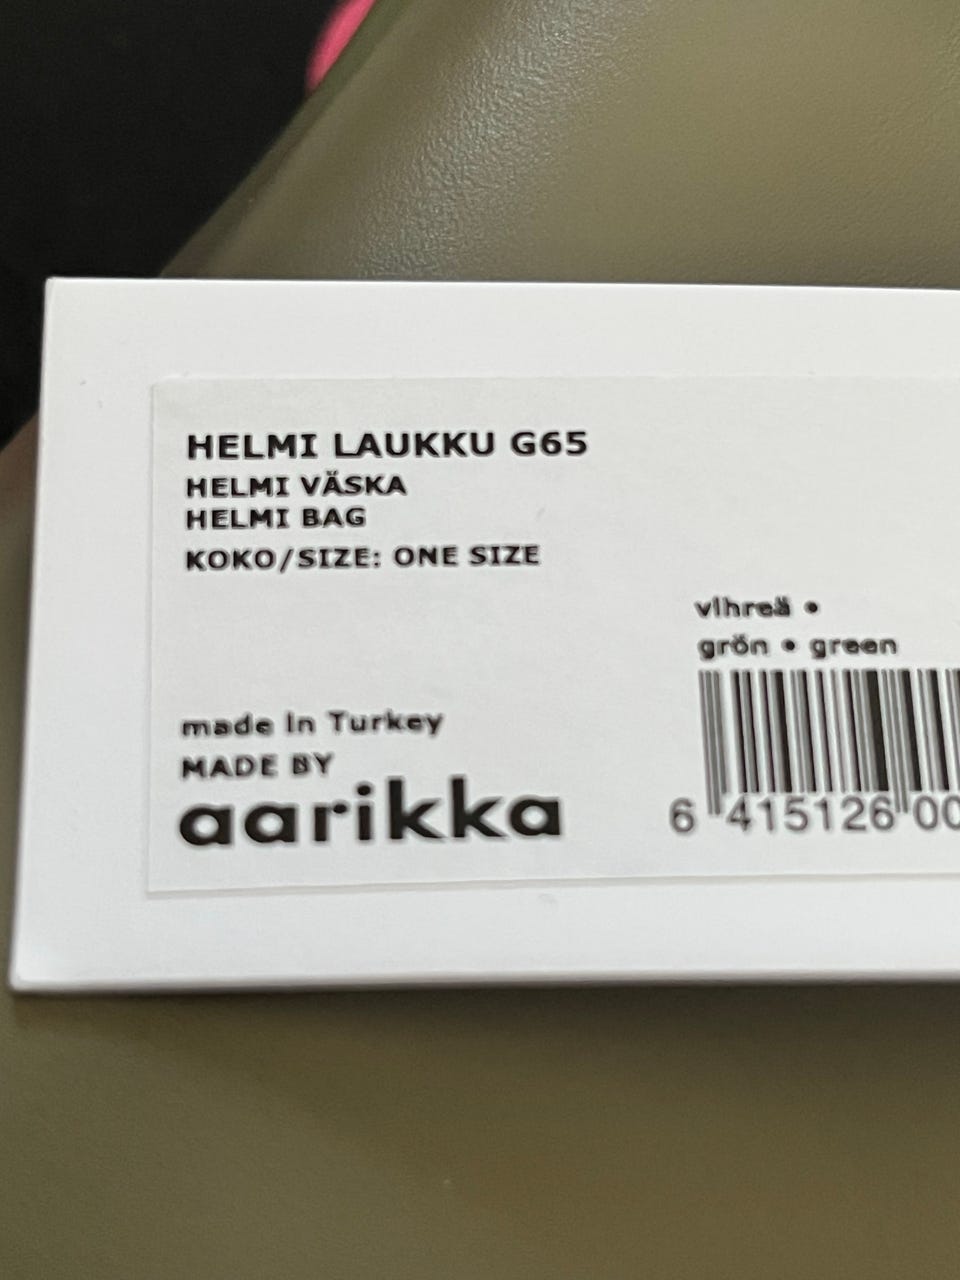 HELMI LAUKKU G65
HELMI VÄSKA
HELMI BAG
KOKO/SIZE: ONE SIZE
vihreä •
grön • green
made in Turkey
MADE BY
aarikka
6 415126 00